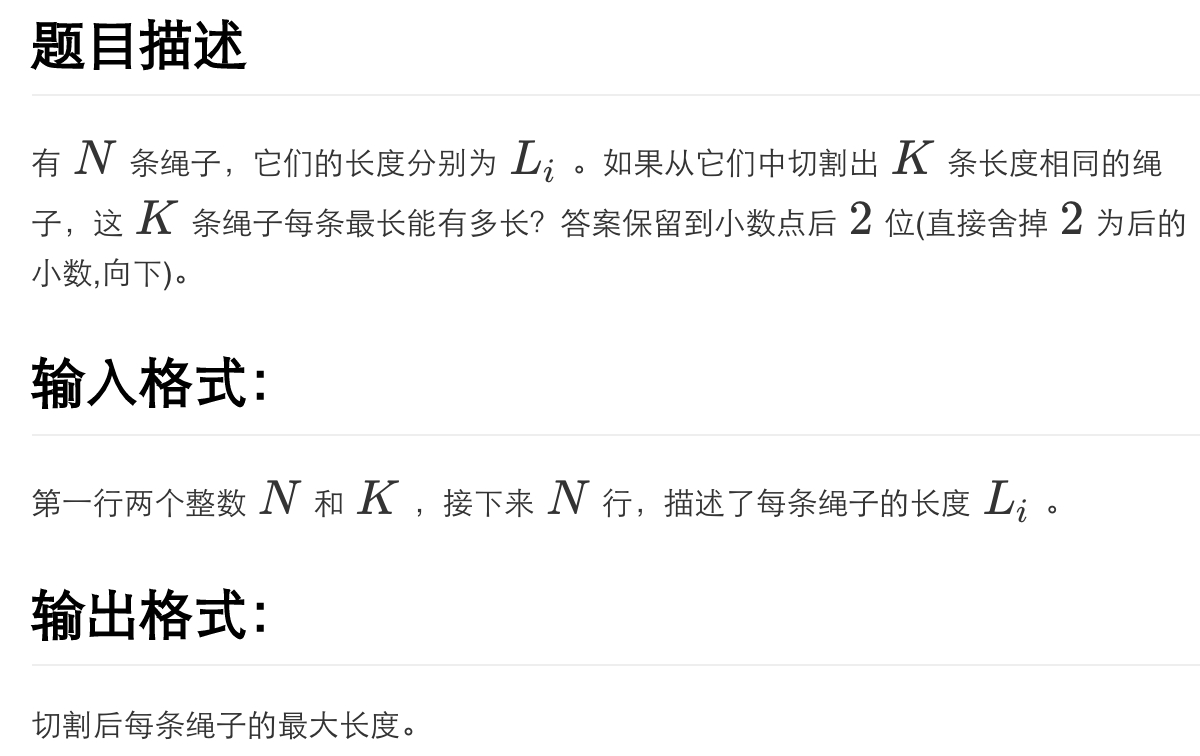 题目描述
有 N 条绳子，它们的长度分别为 L_i 。如果从它们中切割出 K 条长度相同的绳
子，这 K 条绳子每条最长能有多长？答案保留到小数点后 2 位(直接舍掉 2 为后的
小数,向下)。
输入格式：
第一行两个整数 N 和 K ，接下来 N 行，描述了每条绳子的长度 L_i 。
输出格式：
切割后每条绳子的最大长度。